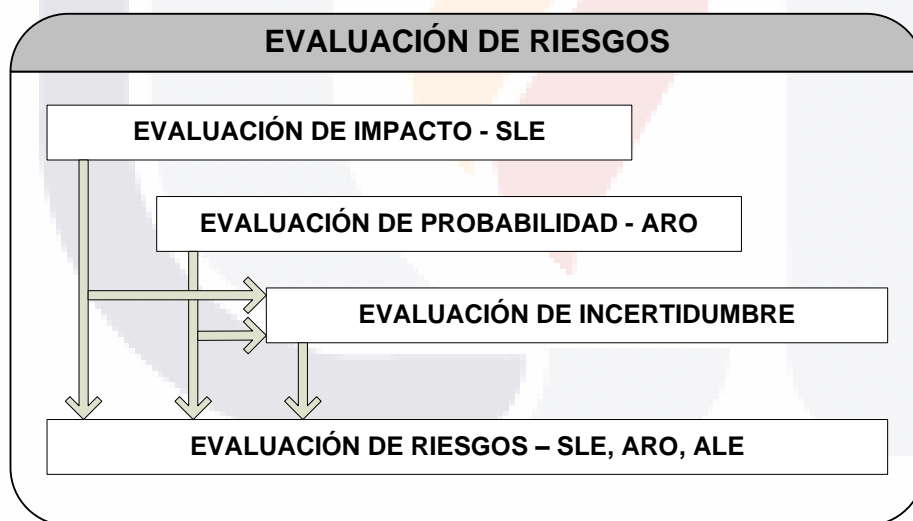 EVALUACIÓN DE RIESGOS
EVALUACIÓN DE IMPACTO - SLE
EVALUACIÓN DE PROBABILIDAD - ARO
EVALUACIÓN DE INCERTIDUMBRE
EVALUACIÓN DE RIESGOS – SLE, ARO, ALE